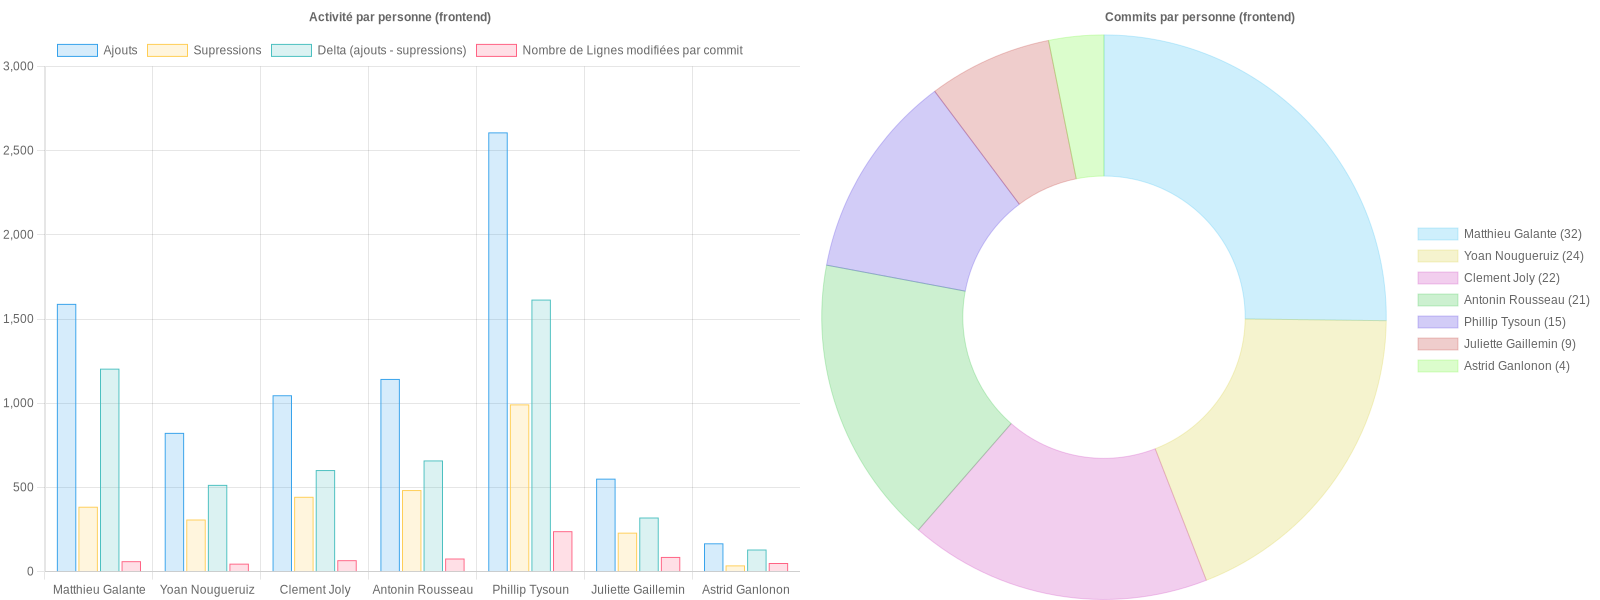 Activité par personne (frontend)
Ajouts Supressions Delta (ajouts - supressions) Nombre de Lignes modifiées par commit
3,000
2,500
2,000
1,500
1,000
500
0
Matthieu Galante Yoan Nougueruiz Clement Joly Antonin Rousseau Phillip Tysoun Juliette Gaillemin Astrid Ganlonon
Commits par personne (frontend)
Matthieu Galante (32)
Yoan Nougueruiz (24)
Clement Joly (22)
Antonin Rousseau (21)
Phillip Tysoun (15)
Juliette Gaillemin (9)
Astrid Ganlonon (4)